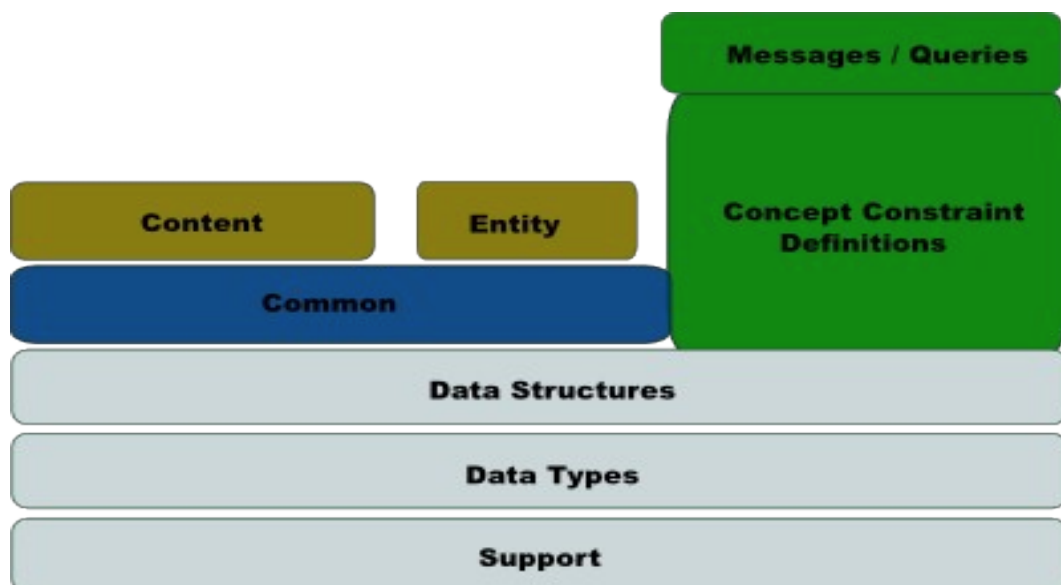 Messages / Queries
Content
Entity
Concept Constraint
Definitions
Common
Data Structures
Data Types
Support